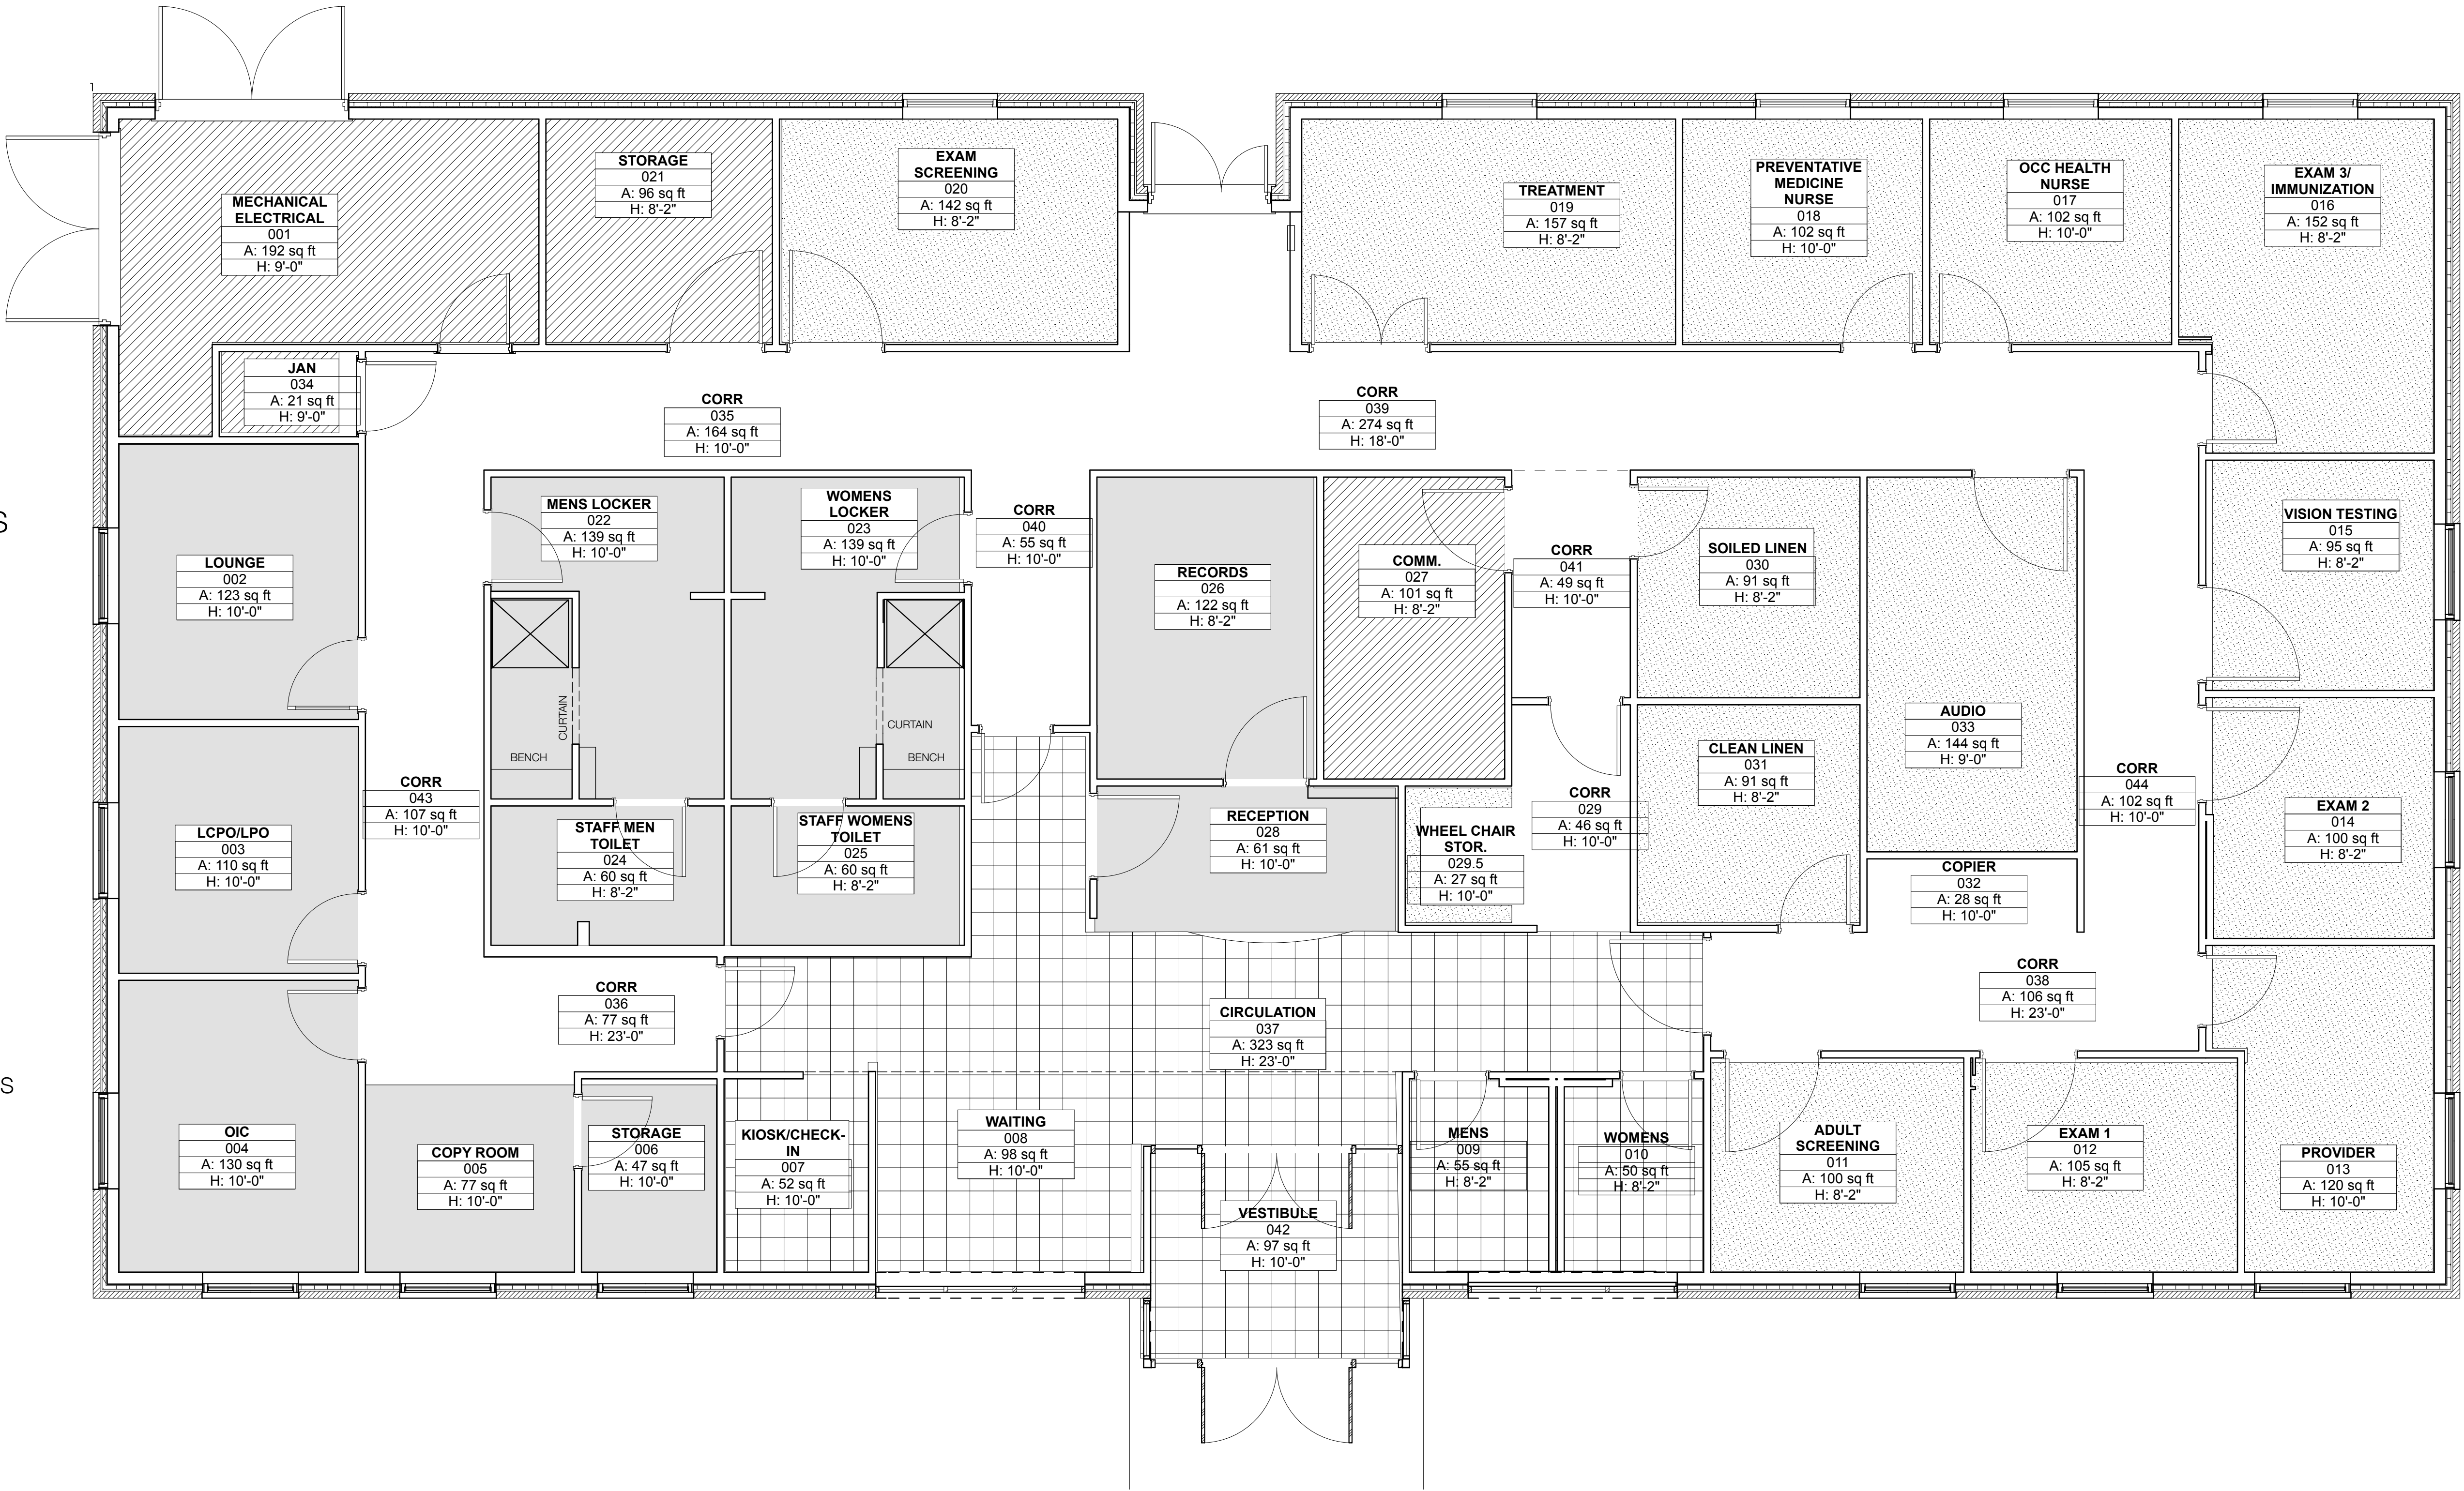 1
MECHANICAL
ELECTRICAL
001
A: 192 sq ft
H: 9'-0"
STORAGE
021
A: 96 sq ft
H: 8'-2"
EXAM
SCREENING
020
A: 142 sq ft
H: 8'-2"
TREATMENT
019
A: 157 sq ft
H: 8'-2"
PREVENTATIVE
MEDICINE
NURSE
018
A: 102 sq ft
H: 10'-0"
OCC HEALTH
NURSE
017
A: 102 sq ft
H: 10'-0"
EXAM 3/
IMMUNIZATION
016
A: 152 sq ft
H: 8'-2"
JAN
034
A: 21 sq ft
H: 9'-0"
CORR
035
A: 164 sq ft
H: 10'-0"
CORR
039
A: 274 sq ft
H: 18'-0"
S
LOUNGE
002
A: 123 sq ft
H: 10'-0"
MENS LOCKER
022
A: 139 sq ft
H: 10'-0"
WOMENS
LOCKER
023
A: 139 sq ft
H: 10'-0"
CORR
040
A: 55 sq ft
H: 10'-0"
RECORDS
026
A: 122 sq ft
H: 8'-2"
COMM.
027
A: 101 sq ft
H: 8'-2"
CORR
041
A: 49 sq ft
H: 10'-0"
SOILED LINEN
030
A: 91 sq ft
H: 8'-2"
VISION TESTING
015
A: 95 sq ft
H: 8'-2"
CURTAIN
BENCH
CURTAIN
BENCH
AUDIO
033
A: 144 sq ft
H: 9'-0"
CLEAN LINEN
031
A: 91 sq ft
H: 8'-2"
CORR
043
A: 107 sq ft
H: 10'-0"
CORR
044
A: 102 sq ft
H: 10'-0"
LCPO/LPO
003
A: 110 sq ft
H: 10'-0"
STAFF MEN
TOILET
024
A: 60 sq ft
H: 8'-2"
STAFF WOMENS
TOILET
025
A: 60 sq ft
H: 8'-2"
RECEPTION
028
A: 61 sq ft
H: 10'-0"
WHEEL CHAIR
STOR.
029.5
A: 27 sq ft
H: 10'-0"
CORR
029
A: 46 sq ft
H: 10'-0"
EXAM 2
014
A: 100 sq ft
H: 8'-2"
COPIER
032
A: 28 sq ft
H: 10'-0"
CORR
036
A: 77 sq ft
H: 23'-0"
CIRCULATION
037
A: 323 sq ft
H: 23'-0"
CORR
038
A: 106 sq ft
H: 23'-0"
S
OIC
004
A: 130 sq ft
H: 10'-0"
COPY ROOM
005
A: 77 sq ft
H: 10'-0"
STORAGE
006
A: 47 sq ft
H: 10'-0"
KIOSK/CHECK-
IN
007
A: 52 sq ft
H: 10'-0"
WAITING
008
A: 98 sq ft
H: 10'-0"
VESTIBULE
042
A: 97 sq ft
H: 10'-0"
MENS
009
A: 55 sq ft
H: 8'-2"
WOMENS
010
A: 50 sq ft
H: 8'-2"
ADULT
SCREENING
011
A: 100 sq ft
H: 8'-2"
EXAM 1
012
A: 105 sq ft
H: 8'-2"
PROVIDER
013
A: 120 sq ft
H: 10'-0"